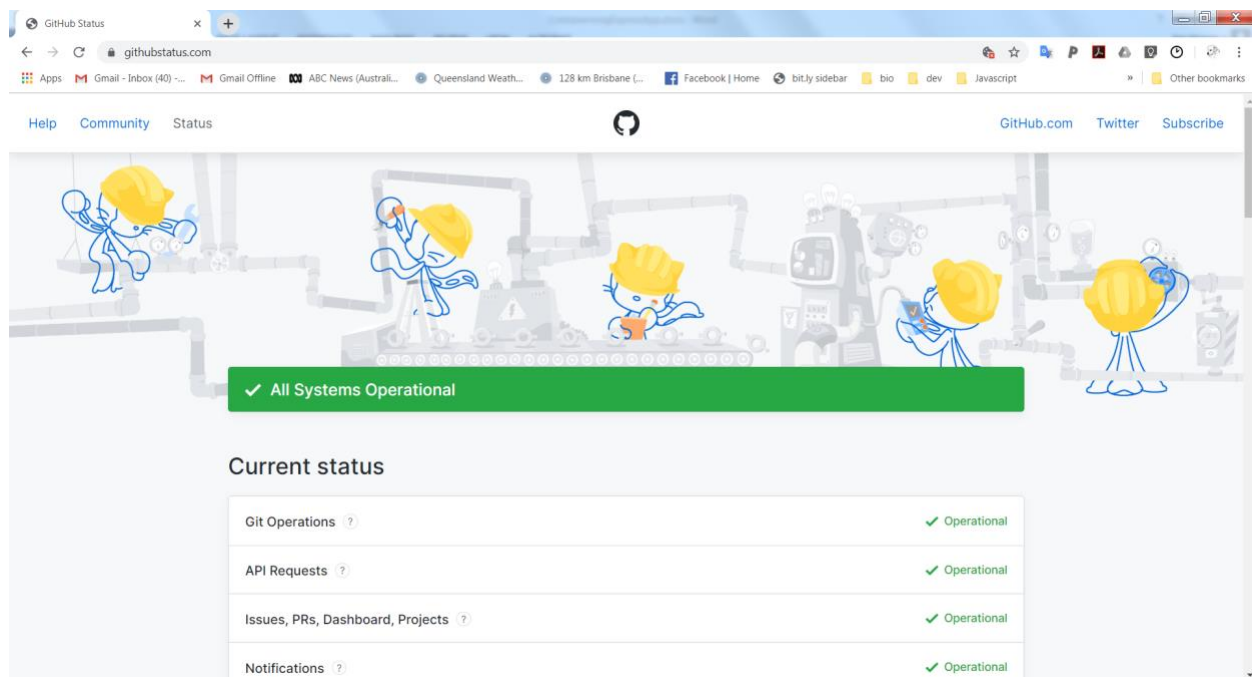 GitHub Status
githubstatus.com
Apps Gmail - Inbox (40) -... Gmail Offline ABC News (Australi... Queensland Weath... 128 km Brisbane (... Facebook | Home bit.ly sidebar bio dev Javascript » Other bookmarks
Help Community Status GitHub.com Twitter Subscribe
✓ All Systems Operational
Current status
Git Operations ? ✓ Operational
API Requests ? ✓ Operational
Issues, PRs, Dashboard, Projects ? ✓ Operational
Notifications ? ✓ Operational